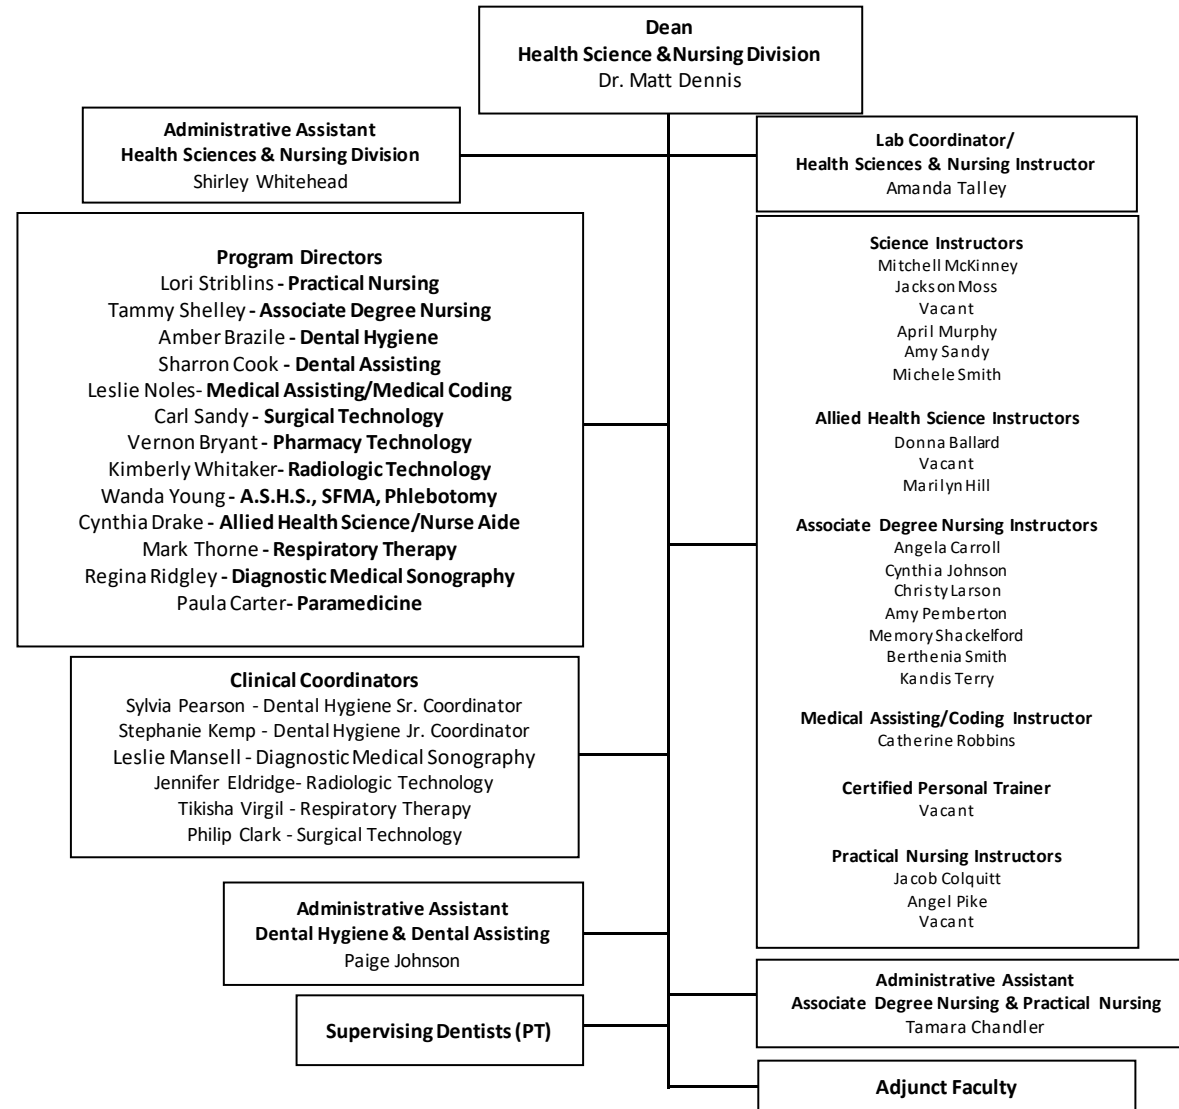 Dean
Health Science &Nursing Division
Dr. Matt Dennis
Administrative Assistant
Health Sciences & Nursing Division
Shirley Whitehead
Lab Coordinator/
Health Sciences & Nursing Instructor
Amanda Talley
Program Directors
Lori Striblins - Practical Nursing
Tammy Shelley - Associate Degree Nursing
Amber Brazile - Dental Hygiene
Sharron Cook - Dental Assisting
Leslie Noles- Medical Assisting/Medical Coding
Carl Sandy - Surgical Technology
Vernon Bryant - Pharmacy Technology
Kimberly Whitaker- Radiologic Technology
Wanda Young - A.S.H.S., SFMA, Phlebotomy
Cynthia Drake - Allied Health Science/Nurse Aide
Mark Thorne - Respiratory Therapy
Regina Ridgley - Diagnostic Medical Sonography
Paula Carter- Paramedicine
Science Instructors
Mitchell McKinney
Jackson Moss
Vacant
April Murphy
Amy Sandy
Michele Smith
Allied Health Science Instructors
Donna Ballard
Vacant
Marilyn Hill
Associate Degree Nursing Instructors
Angela Carroll
Cynthia Johnson
Christy Larson
Amy Pemberton
Memory Shackelford
Berthenia Smith
Kandis Terry
Medical Assisting/Coding Instructor
Catherine Robbins
Certified Personal Trainer
Vacant
Practical Nursing Instructors
Jacob Colquitt
Angel Pike
Vacant
Clinical Coordinators
Sylvia Pearson - Dental Hygiene Sr. Coordinator
Stephanie Kemp - Dental Hygiene Jr. Coordinator
Leslie Mansell - Diagnostic Medical Sonography
Jennifer Eldridge- Radiologic Technology
Tikisha Virgil - Respiratory Therapy
Philip Clark - Surgical Technology
Administrative Assistant
Dental Hygiene & Dental Assisting
Paige Johnson
Administrative Assistant
Associate Degree Nursing & Practical Nursing
Tamara Chandler
Supervising Dentists (PT)
Adjunct Faculty